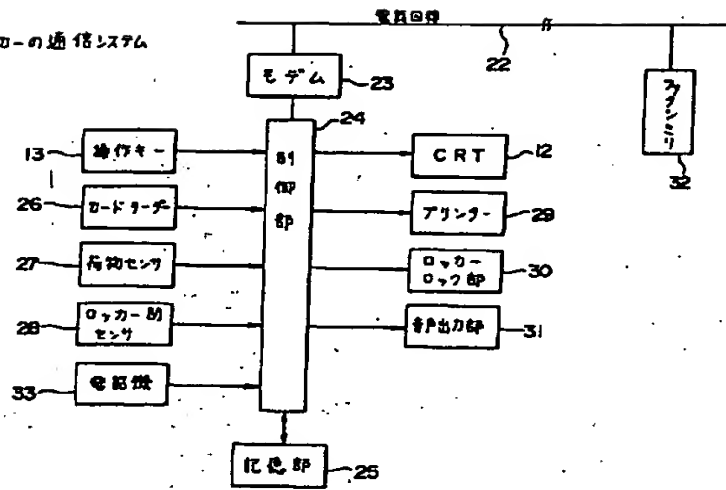 電話回線
カーの通信システム
22
モデム
23
ファクシミリ
32
24
制御部
13
操作キー
CRT
12
26
カードリーダー
プリンター
29
27
荷物センサ
ロッカー
ロック部
30
28
ロッカー閉
センサ
音声出力部
31
33
電話機
記憶部
25